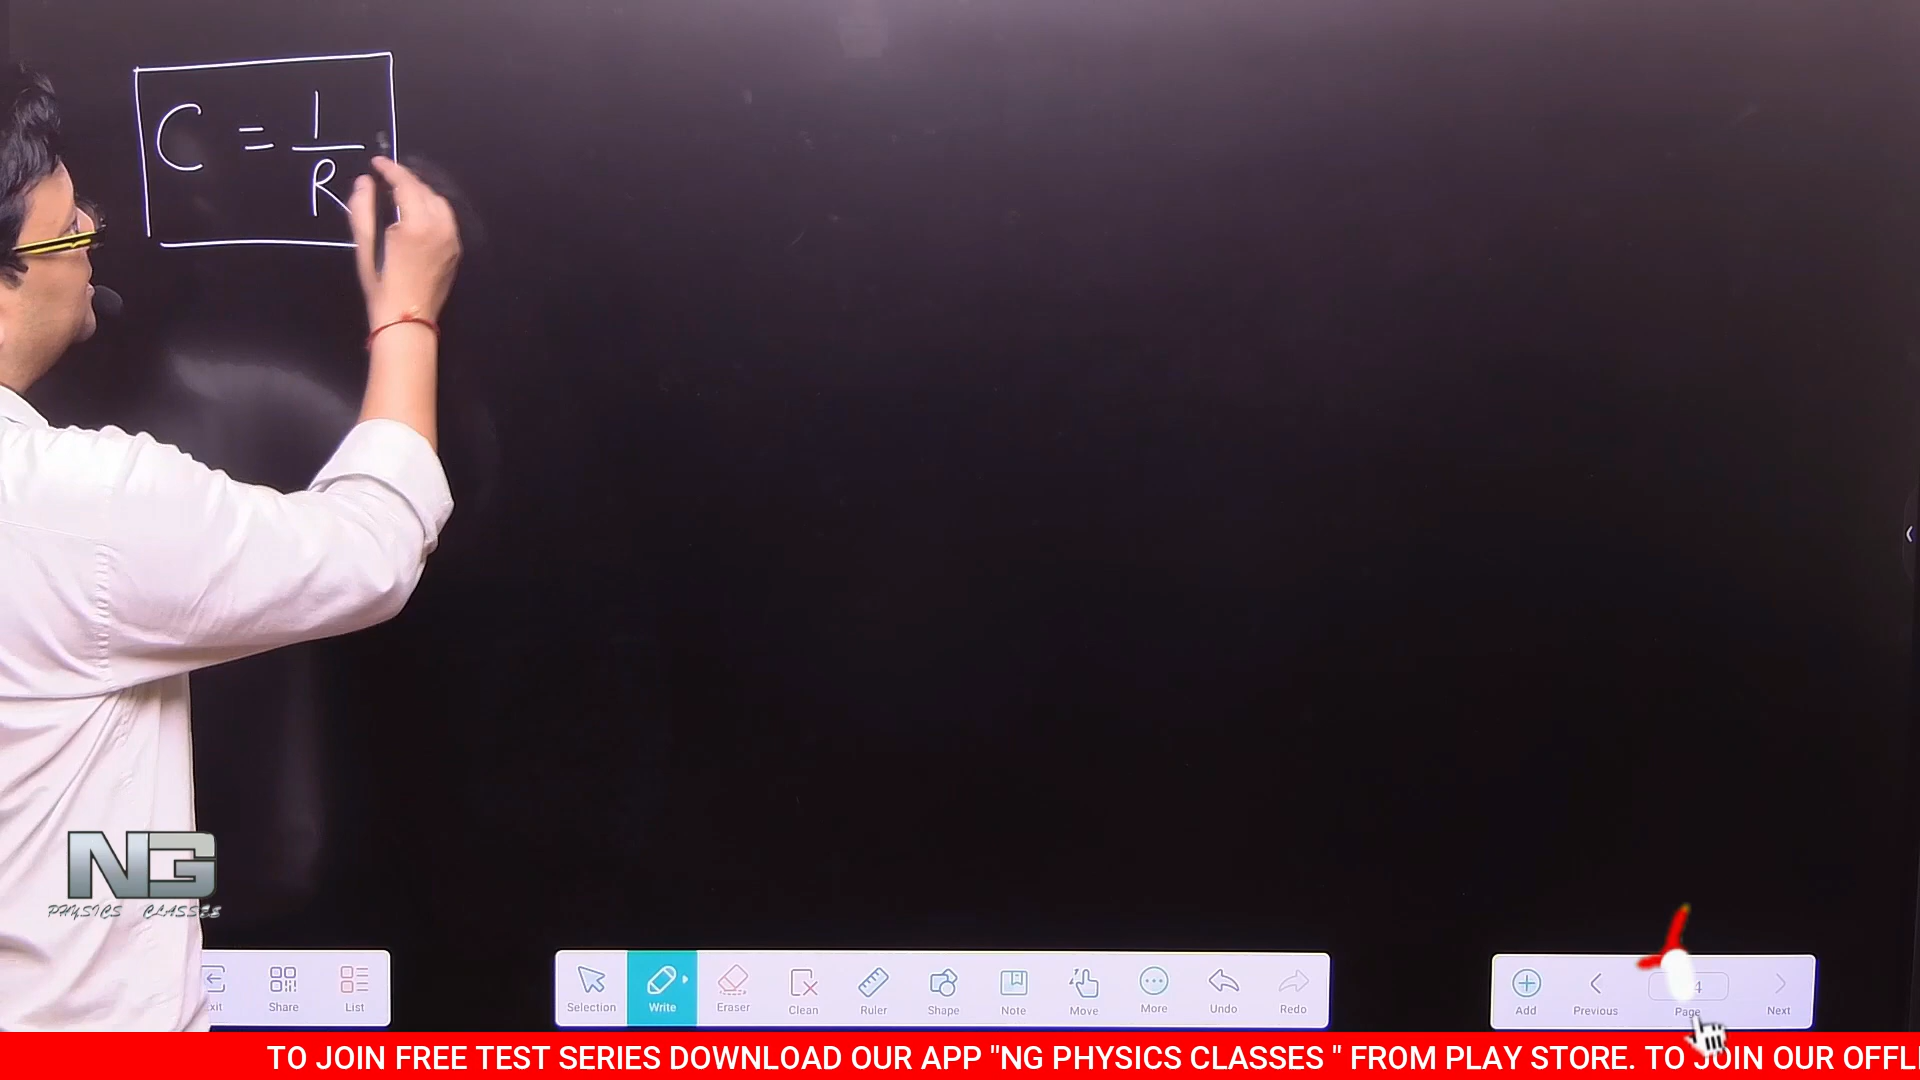 C = 1/R
NG
PHYSICS CLASSES
Share
List
Selection
Write
Eraser
Clean
Ruler
Shape
Note
Move
More
Undo
Redo
Add
Previous
4
Page
Next
TO JOIN FREE TEST SERIES DOWNLOAD OUR APP "NG PHYSICS CLASSES " FROM PLAY STORE. TO JOIN OUR OFFLI